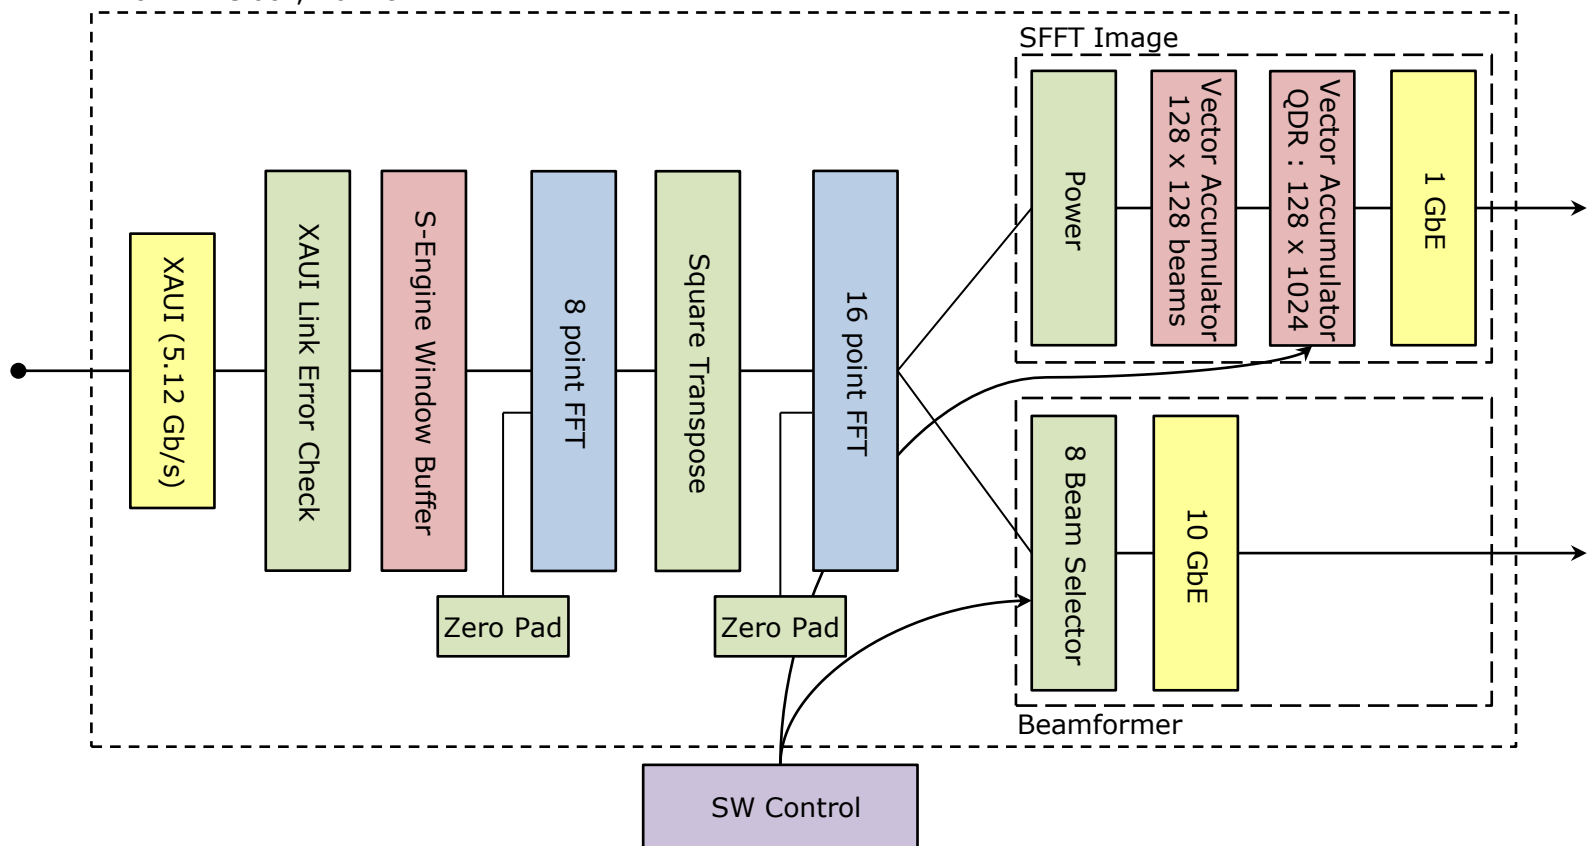 SFFT Image
XAUI (5.12 Gb/s)
XAUI Link Error Check
S-Engine Window Buffer
8 point FFT
Square Transpose
16 point FFT
Zero Pad
Zero Pad
Power
Vector Accumulator
128 x 128 beams
Vector Accumulator
QDR : 128 x 1024
1 GbE
8 Beam Selector
10 GbE
Beamformer
SW Control